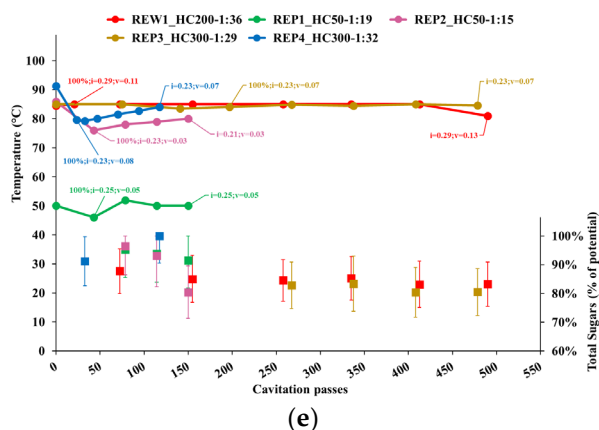 REW1_HC200-1:36 REP1_HC50-1:19 REP2_HC50-1:15
REP3_HC300-1:29 REP4_HC300-1:32
100%;i=0.29=v=0.11
i=0.23;v=0.07
100%;i=0.23;v=0.07
i=0.23;v=0.07
100%;i=0.23;v=0.08
100%;i=0.23;v=0.03
i=0.21;v=0.03
i=0.29;v=0.13
100%;i=0.25;v=0.05
i=0.25;v=0.05
Temperature (°C)
100
90
80
70
60
50
40
30
20
10
0
100%
90%
80%
70%
60%
Total Sugars (% of potential)
0 50 100 150 200 250 300 350 400 450 500 550
Cavitation passes
(e)